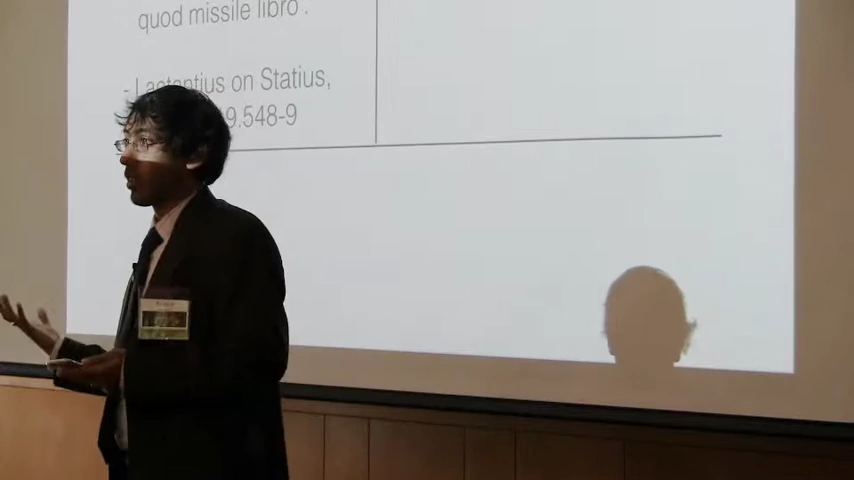 quod missile libro .
- Lactantius on Statius,
9.548-9